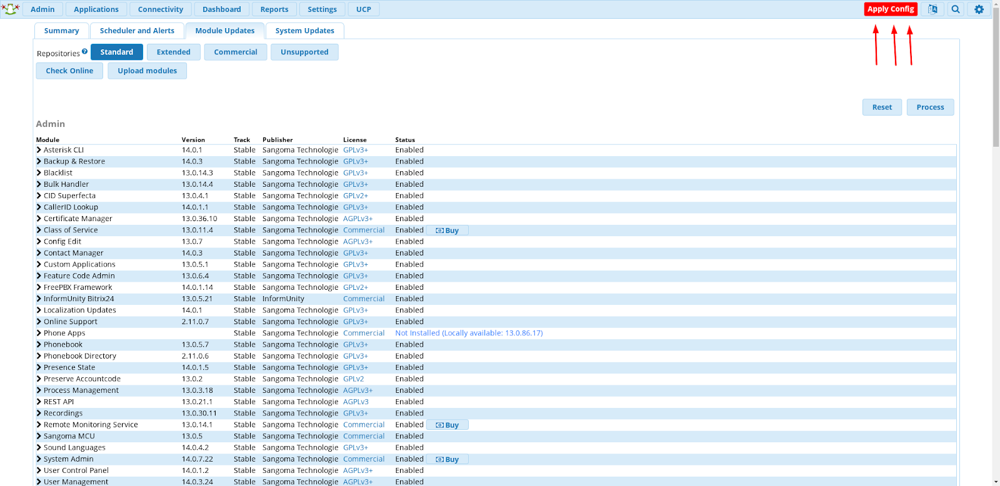 Admin Applications Connectivity Dashboard Reports Settings UCP Apply Config
Summary Scheduler and Alerts Module Updates System Updates
Repositories Standard Extended Commercial Unsupported
Check Online Upload modules
Reset Process
Admin
Module Version Track Publisher License Status
Asterisk CLI 14.0.1 Stable Sangoma Technologie GPLv3+ Enabled
Backup & Restore 14.0.3 Stable Sangoma Technologie GPLv3+ Enabled
Blacklist 13.0.14.3 Stable Sangoma Technologie GPLv3+ Enabled
Bulk Handler 13.0.14.4 Stable Sangoma Technologie GPLv3+ Enabled
CID Superfecta 13.0.4.1 Stable Sangoma Technologie GPLv2+ Enabled
CallerID Lookup 14.0.1.1 Stable Sangoma Technologie GPLv3+ Enabled
Certificate Manager 13.0.36.10 Stable Sangoma Technologie AGPLv3+ Enabled
Class of Service 13.0.11.4 Stable Sangoma Technologie Commercial Enabled Buy
Config Edit 13.0.7 Stable Sangoma Technologie AGPLv3+ Enabled
Contact Manager 14.0.3 Stable Sangoma Technologie GPLv3+ Enabled
Custom Applications 13.0.5.1 Stable Sangoma Technologie GPLv3+ Enabled
Feature Code Admin 13.0.6.4 Stable Sangoma Technologie GPLv3+ Enabled
FreePBX Framework 14.0.1.14 Stable Sangoma Technologie GPLv2+ Enabled
InformUnity Bitrix24 13.0.5.21 Stable InformUnity Commercial Enabled
Localization Updates 14.0.1 Stable Sangoma Technologie GPLv3+ Enabled
Online Support 2.11.0.7 Stable Sangoma Technologie GPLv3+ Enabled
Phone Apps Stable Sangoma Technologie Commercial Not Installed (Locally available: 13.0.86.17)
Phonebook 13.0.5.7 Stable Sangoma Technologie GPLv3+ Enabled
Phonebook Directory 2.11.0.6 Stable Sangoma Technologie GPLv3+ Enabled
Presence State 14.0.1.5 Stable Sangoma Technologie GPLv3+ Enabled
Preserve Accountcode 13.0.2 Stable Sangoma Technologie GPLv2 Enabled
Process Management 13.0.3.18 Stable Sangoma Technologie AGPLv3+ Enabled
REST API 13.0.21.1 Stable Sangoma Technologie AGPLv3 Enabled
Recordings 13.0.30.11 Stable Sangoma Technologie GPLv3+ Enabled
Remote Monitoring Service 13.0.14.1 Stable Sangoma Technologie Commercial Enabled Buy
Sangoma MCU 13.0.5 Stable Sangoma Technologie Commercial Enabled
Sound Languages 14.0.4.2 Stable Sangoma Technologie GPLv3+ Enabled
System Admin 14.0.7.22 Stable Sangoma Technologie Commercial Enabled Buy
User Control Panel 14.0.1.2 Stable Sangoma Technologie AGPLv3+ Enabled
User Management 14.0.3.24 Stable Sangoma Technologie AGPLv3+ Enabled